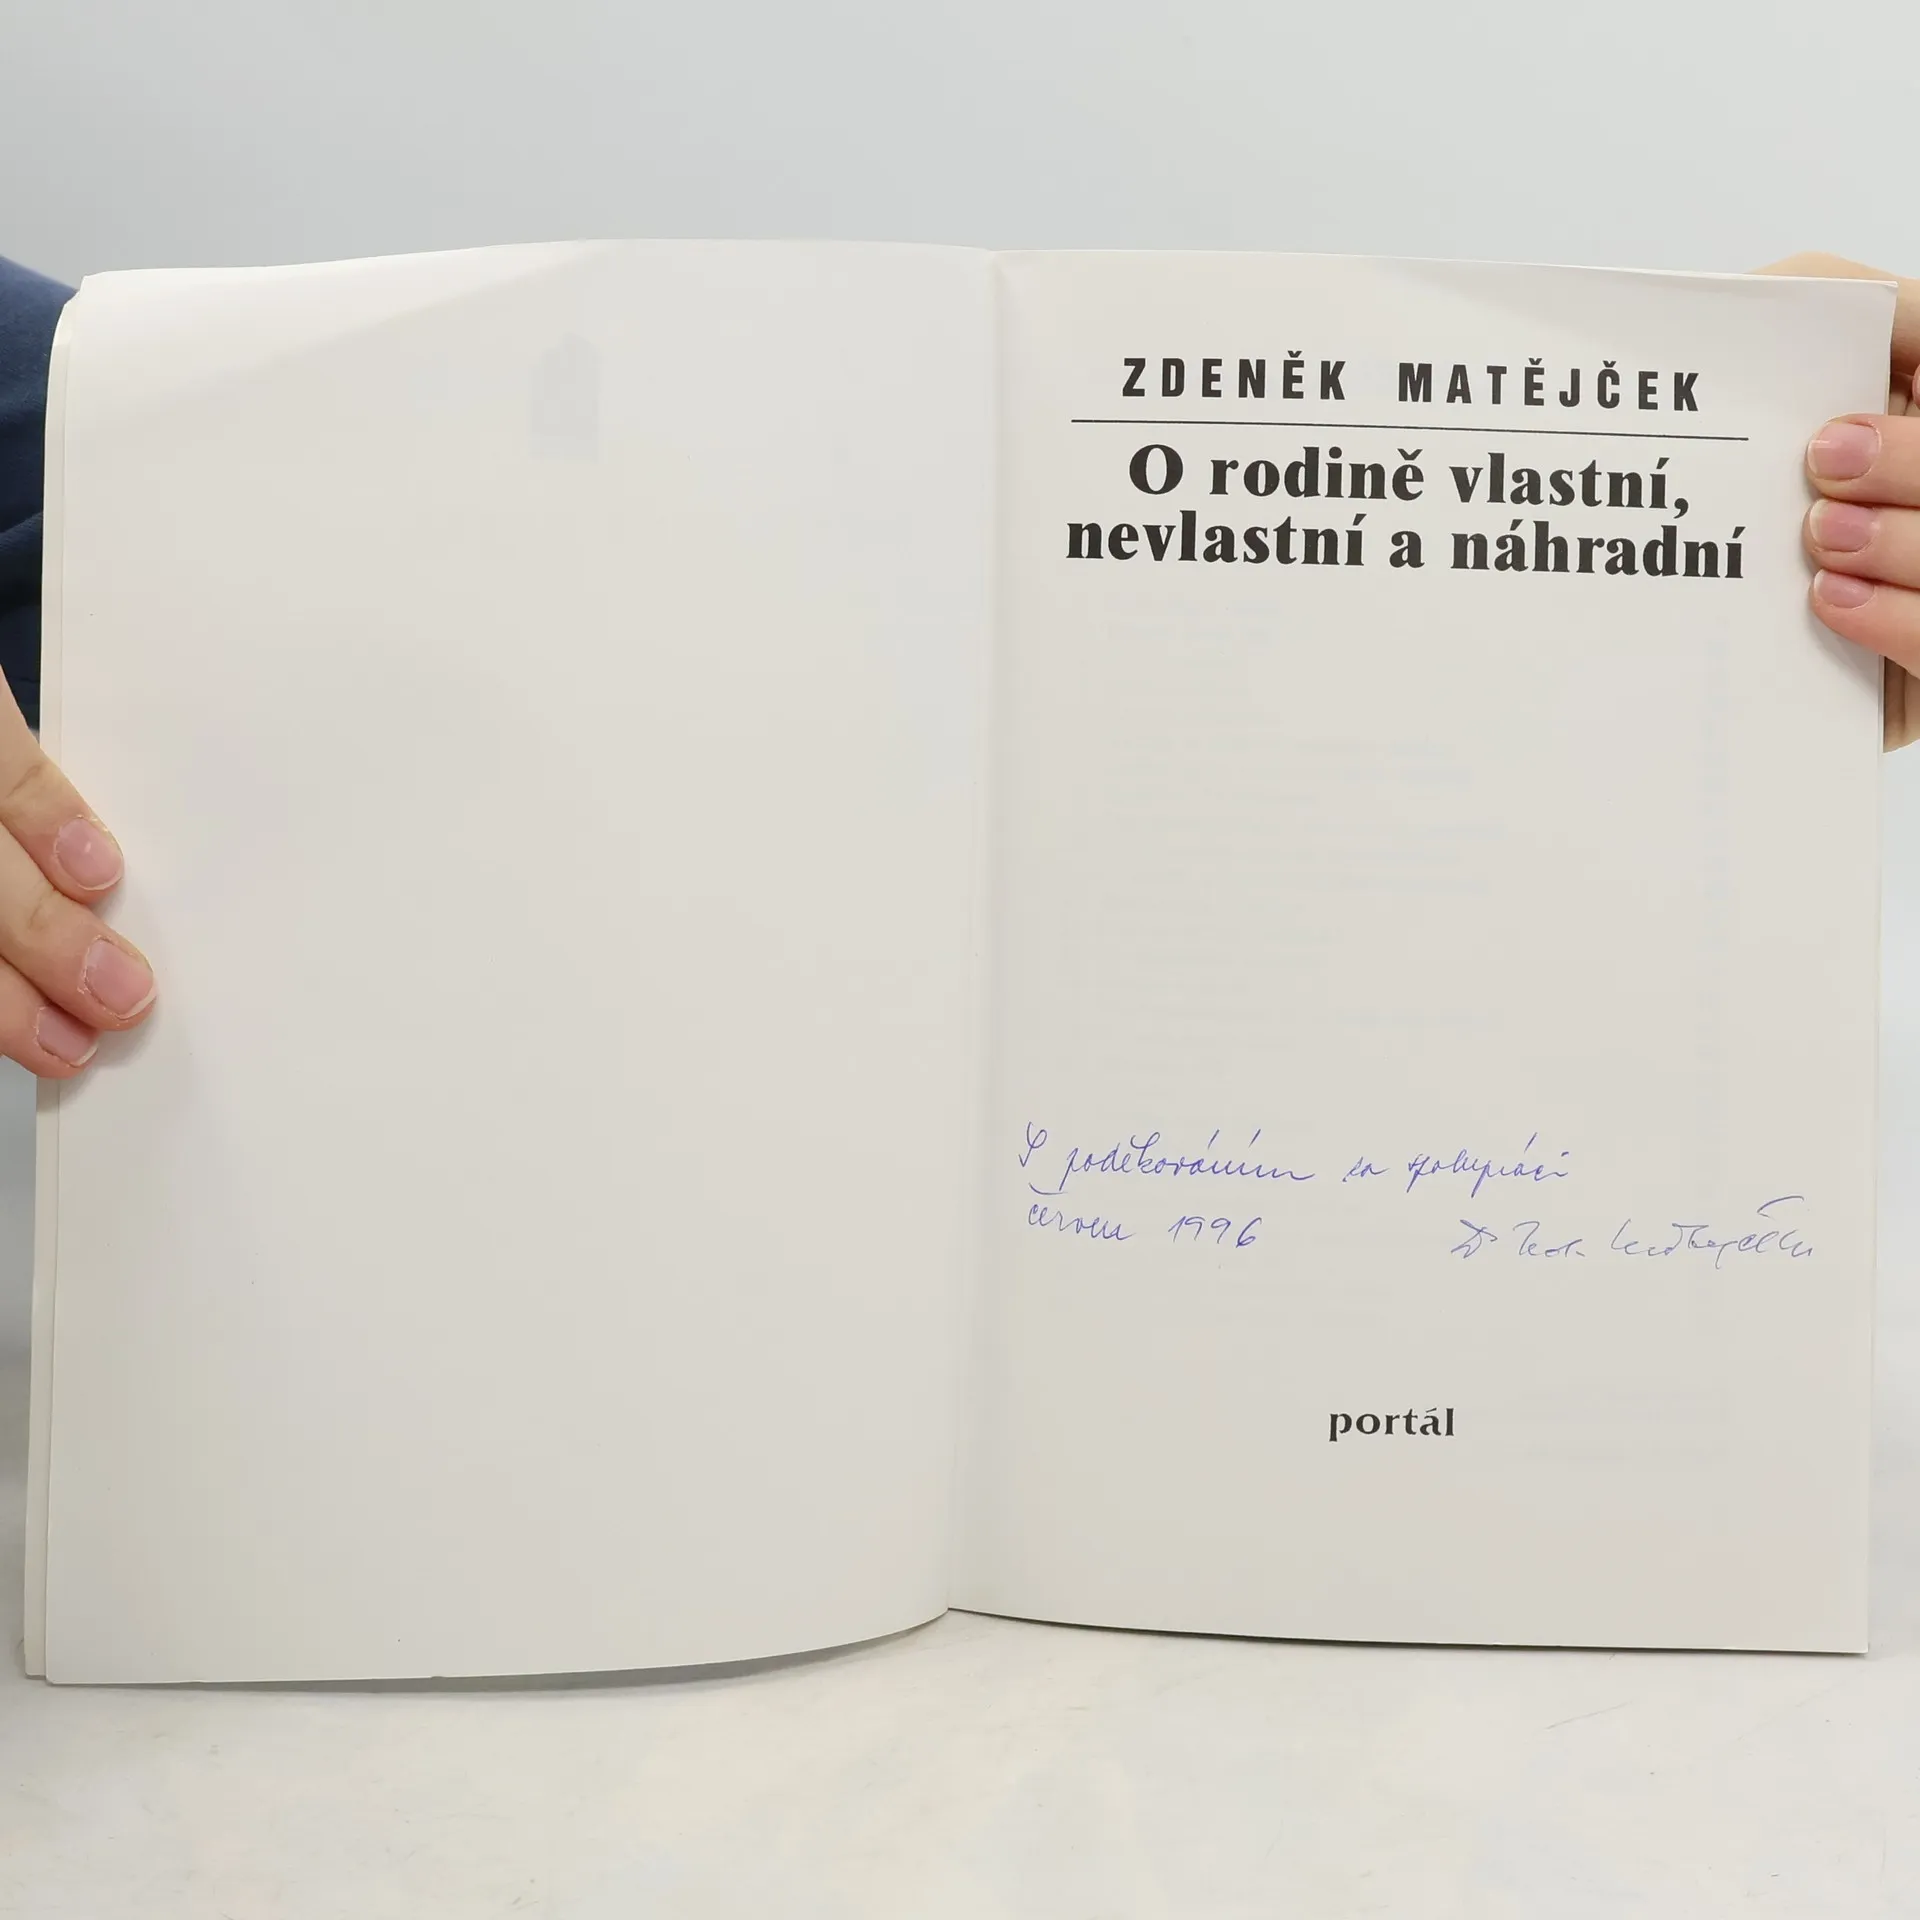 ZDENĚK MATĚJČEK
O rodině vlastní,
nevlastní a náhradní
S poděkováním za spolupráci
červen 1996
portál